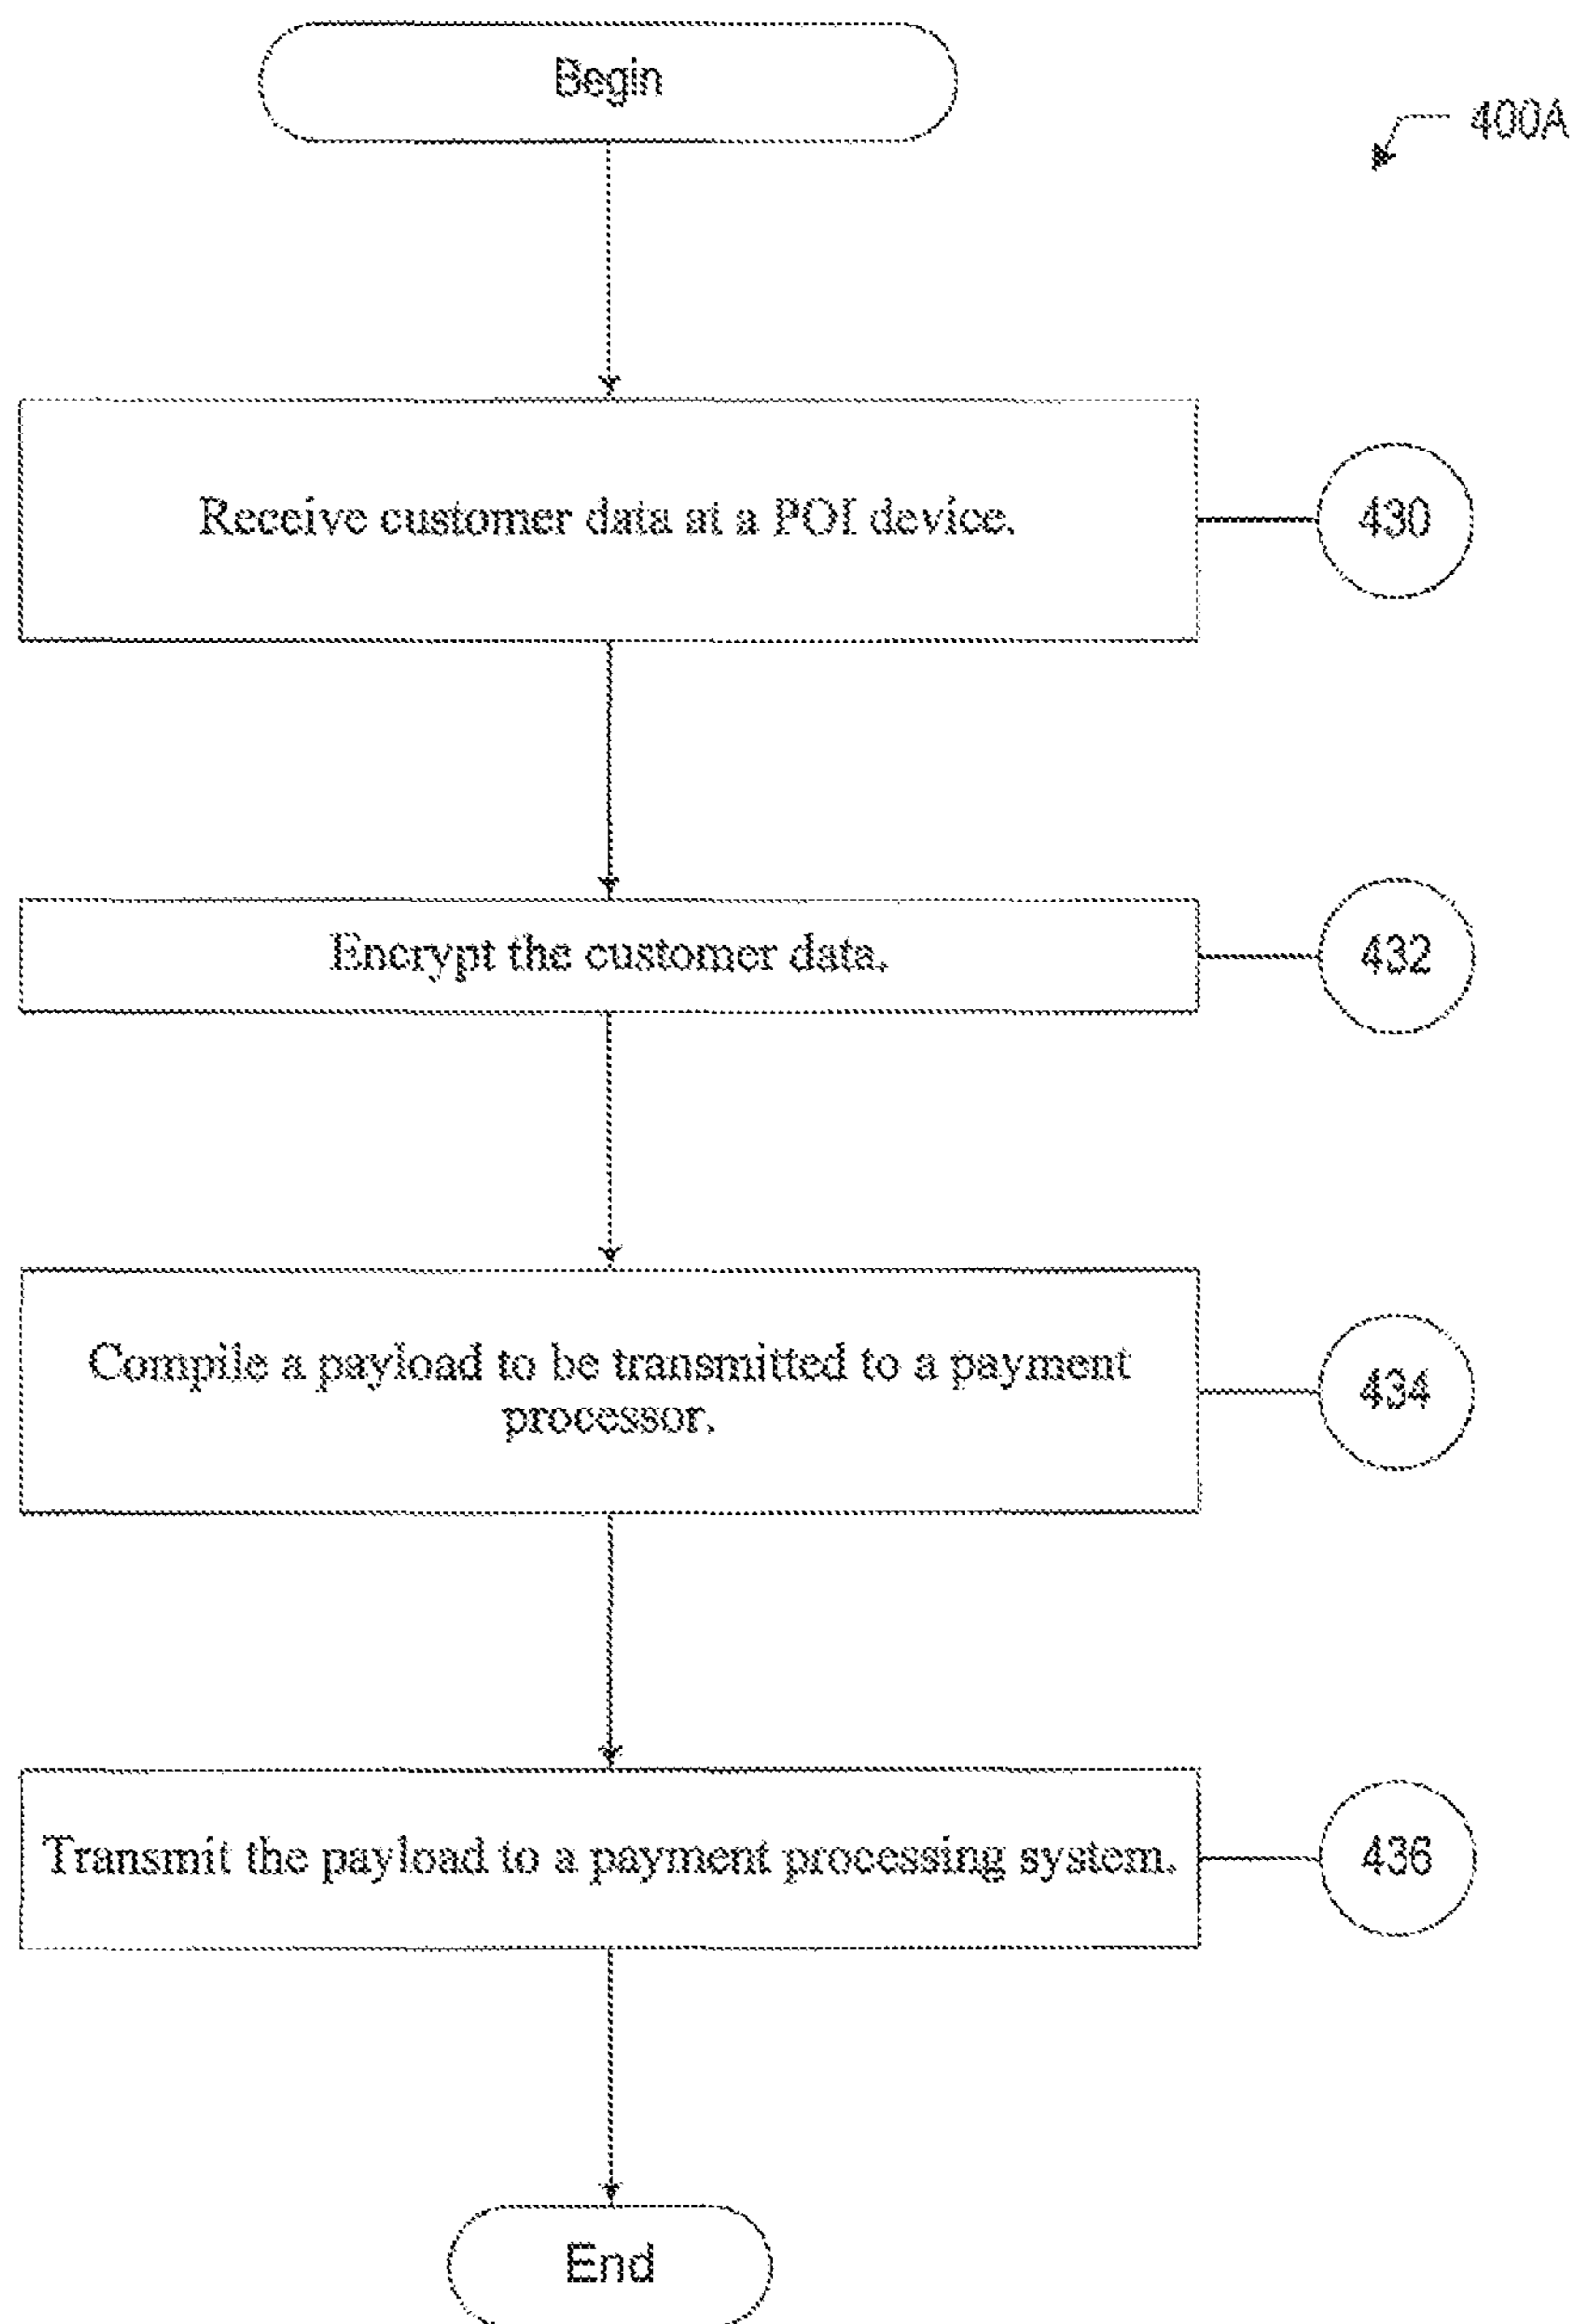 Begin
400A
Receive customer data at a POI device.
430
Encrypt the customer data.
432
Compile a payload to be transmitted to a payment
processor.
434
Transmit the payload to a payment processing system.
436
End